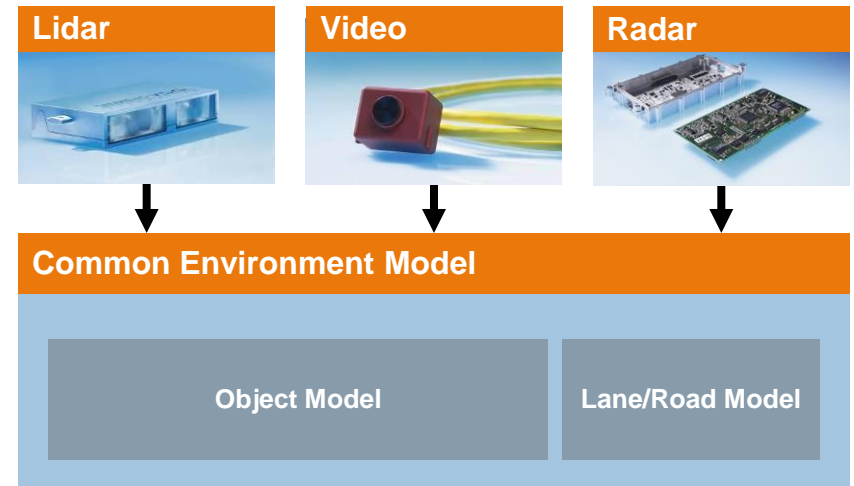 Lidar
Video
Radar
Common Environment Model
Object Model
Lane/Road Model